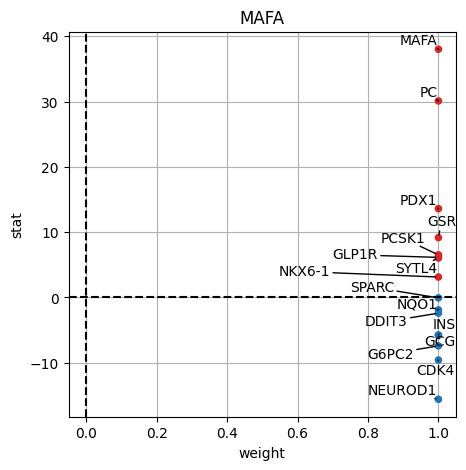 MAFA
40
30
20
10
0
−10
stat
MAFA
PC
PDX1
GSR
PCSK1
GLP1R
SYTL4
NKX6-1
SPARC
NQO1
DDIT3
INS
GCG
G6PC2
CDK4
NEUROD1
0.0 0.2 0.4 0.6 0.8 1.0
weight